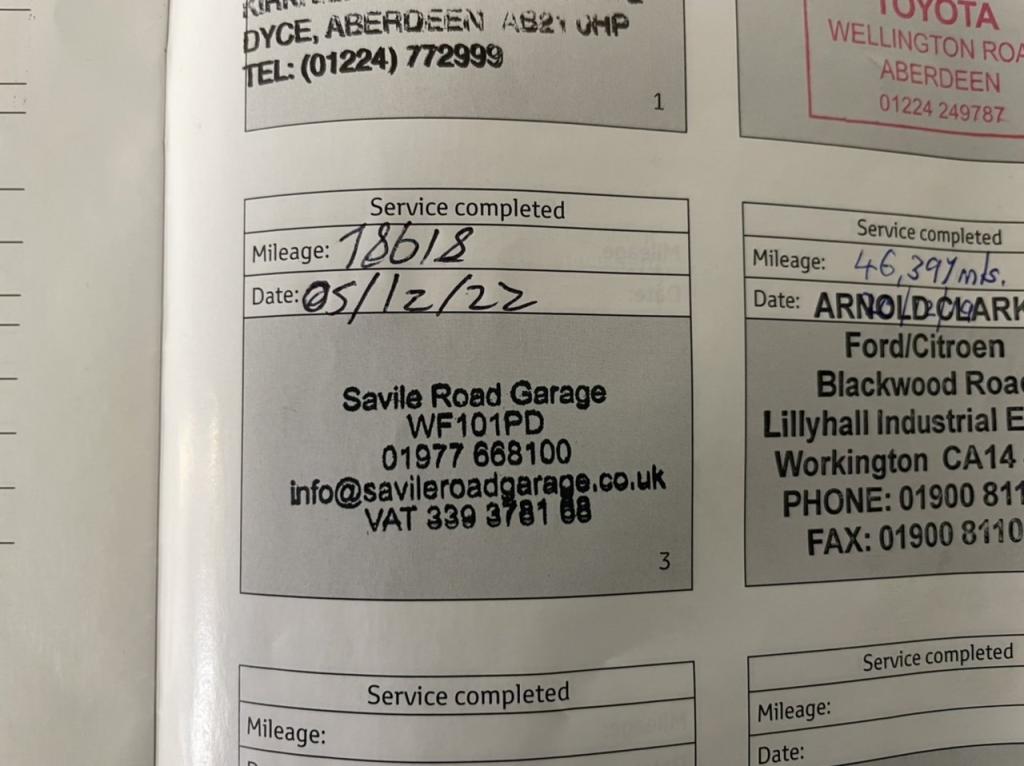 DYCE, ABERDEEN AB21 0HP
TEL: (01224) 772999
1
TOYOTA
WELLINGTON ROA
ABERDEEN
01224 249787
Service completed
Mileage: 78618
Date: 05/12/22
Savile Road Garage
WF101PD
01977 668100
info@savileroadgarage.co.uk
VAT 339 3781 68
3
Service completed
Mileage: 46,397 mls.
Date:
ARNOLD CLARK
Ford/Citroen
Blackwood Roa
Lillyhall Industrial E
Workington CA14
PHONE: 01900 811
FAX: 01900 8110
Service completed
Mileage:
Service completed
Mileage:
Date: